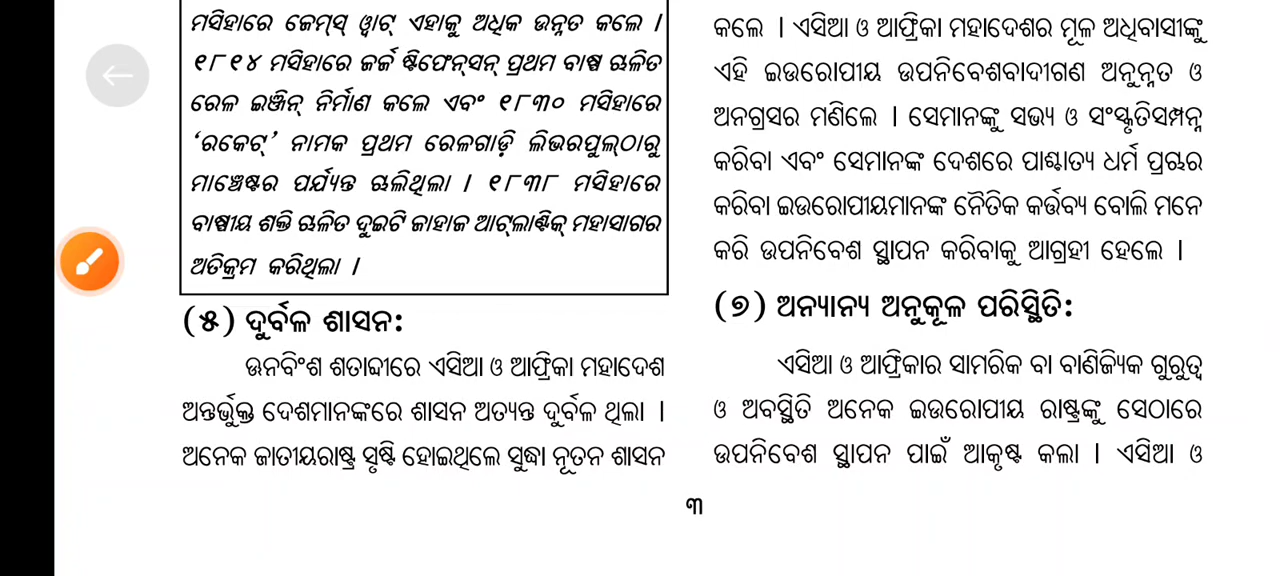 ମସିହାରେ ଜେମ୍‌ସ୍ ୱାଟ୍ ଏହାକୁ ଅଧିକ ଉନ୍ନତ କଲେ ।
୧୮୧୪ ମସିହାରେ ଜର୍ଜ ଷ୍ଟିଫେନ୍‌ସନ୍ ପ୍ରଥମ ବାଷ୍ପ ଚାଳିତ
ରେଳ ଇଞ୍ଜିନ୍ ନିର୍ମାଣ କଲେ ଏବଂ ୧୮୩୦ ମସିହାରେ
‘ରକେଟ୍’ ନାମକ ପ୍ରଥମ ରେଳଗାଡ଼ି ଲିଭରପୁଲ୍‌ଠାରୁ
ମାଞ୍ଚେଷ୍ଟର ପର୍ଯ୍ୟନ୍ତ ଚାଲିଥିଲା । ୧୮୩୮ ମସିହାରେ
ବାଷ୍ପୀୟ ଶକ୍ତି ଚାଳିତ ଦୁଇଟି ଜାହାଜ ଆଟ୍‌ଲାଣ୍ଟିକ୍ ମହାସାଗର
ଅତିକ୍ରମ କରିଥିଲା ।
(୫) ଦୁର୍ବଳ ଶାସନ:
ଊନବିଂଶ ଶତାବ୍ଦୀରେ ଏସିଆ ଓ ଆଫ୍ରିକା ମହାଦେଶ
ଅନ୍ତର୍ଭୁକ୍ତ ଦେଶମାନଙ୍କରେ ଶାସନ ଅତ୍ୟନ୍ତ ଦୁର୍ବଳ ଥିଲା ।
ଅନେକ ଜାତୀୟରାଷ୍ଟ୍ର ସୃଷ୍ଟି ହୋଇଥିଲେ ସୁଦ୍ଧା ନୂତନ ଶାସନ
କଲେ । ଏସିଆ ଓ ଆଫ୍ରିକା ମହାଦେଶର ମୂଳ ଅଧିବାସୀଙ୍କୁ
ଏହି ଇଉରୋପୀୟ ଉପନିବେଶବାଦୀଗଣ ଅନୁନ୍ନତ ଓ
ଅନଗ୍ରସର ମଣିଲେ । ସେମାନଙ୍କୁ ସଭ୍ୟ ଓ ସଂସ୍କୃତିସମ୍ପନ୍ନ
କରିବା ଏବଂ ସେମାନଙ୍କ ଦେଶରେ ପାଶ୍ଚାତ୍ୟ ଧର୍ମ ପ୍ରଚାର
କରିବା ଇଉରୋପୀୟମାନଙ୍କ ନୈତିକ କର୍ତ୍ତବ୍ୟ ବୋଲି ମନେ
କରି ଉପନିବେଶ ସ୍ଥାପନ କରିବାକୁ ଆଗ୍ରହୀ ହେଲେ ।
(୭) ଅନ୍ୟାନ୍ୟ ଅନୁକୂଳ ପରିସ୍ଥିତି:
ଏସିଆ ଓ ଆଫ୍ରିକାର ସାମରିକ ବା ବାଣିଜ୍ୟିକ ଗୁରୁତ୍ୱ
ଓ ଅବସ୍ଥିତି ଅନେକ ଇଉରୋପୀୟ ରାଷ୍ଟ୍ରଙ୍କୁ ସେଠାରେ
ଉପନିବେଶ ସ୍ଥାପନ ପାଇଁ ଆକୃଷ୍ଟ କଲା । ଏସିଆ ଓ
୩